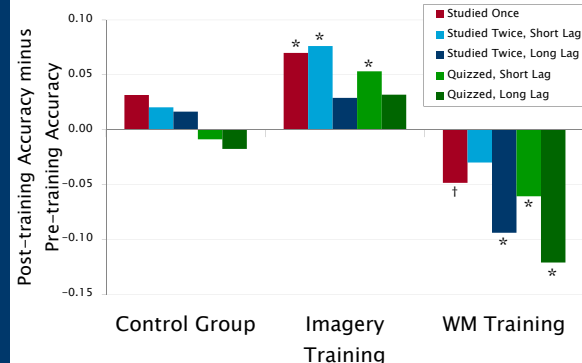 0.10
0.05
0.00
−0.05
−0.10
−0.15
Post-training Accuracy minus
Pre-training Accuracy
Studied Once
Studied Twice, Short Lag
Studied Twice, Long Lag
Quizzed, Short Lag
Quizzed, Long Lag
* * *
†
* * *
Control Group
Imagery
Training
WM Training